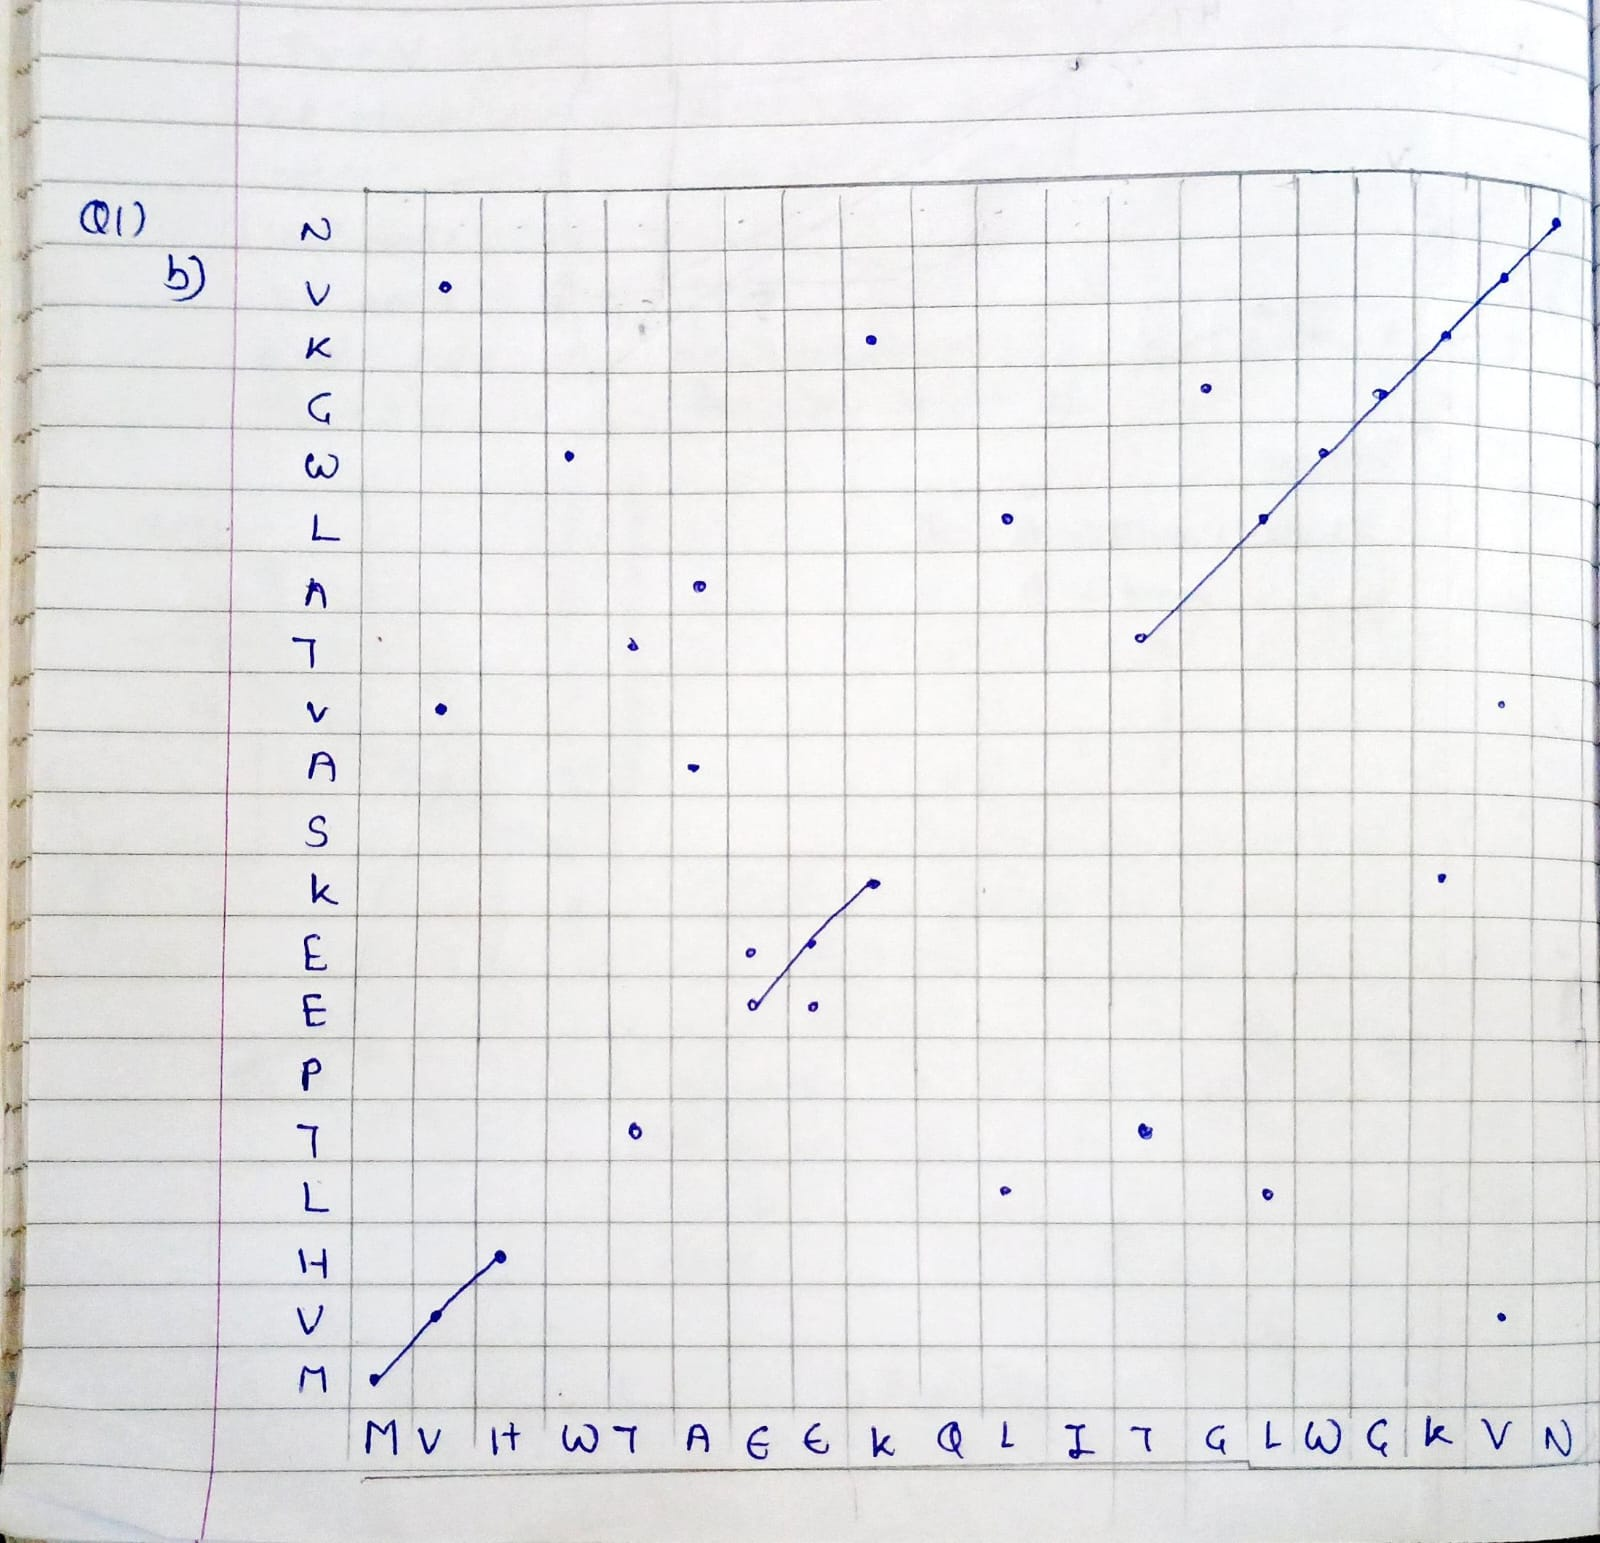 Q1)
b)
N
V
K
G
W
L
A
T
V
A
S
K
E
E
P
T
L
H
V
M
M V H W T A E E K Q L I T G L W G K V N